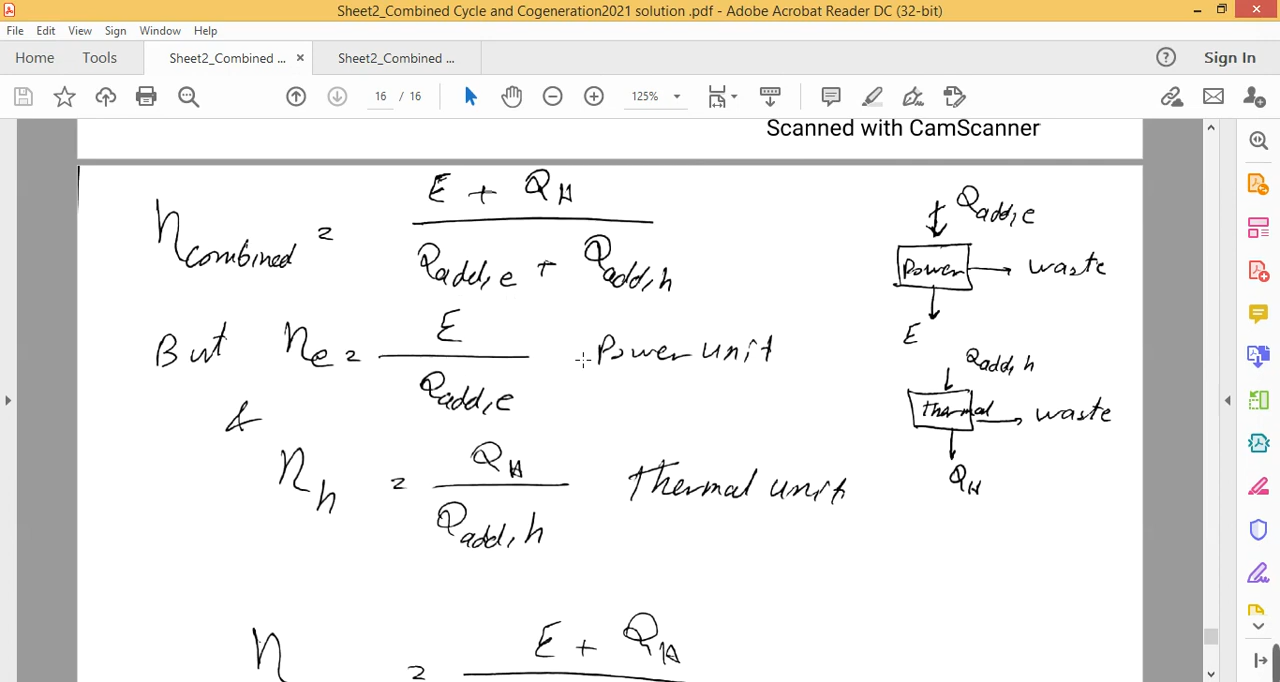 Sheet2_Combined Cycle and Cogeneration2021 solution .pdf - Adobe Acrobat Reader DC (32-bit)
File Edit View Sign Window Help
Home Tools Sheet2_Combined ... × Sheet2_Combined ... Sign In
16 / 16 125%
Scanned with CamScanner
η combined = E + QH / Qadd,e + Qadd,h
Qadd,e
Power → waste
E
But ηe = E / Qadd,e Power unit
Qadd,h
Thermal → waste
QH
&
ηh = QH / Qadd,h Thermal unit
η = E + QH